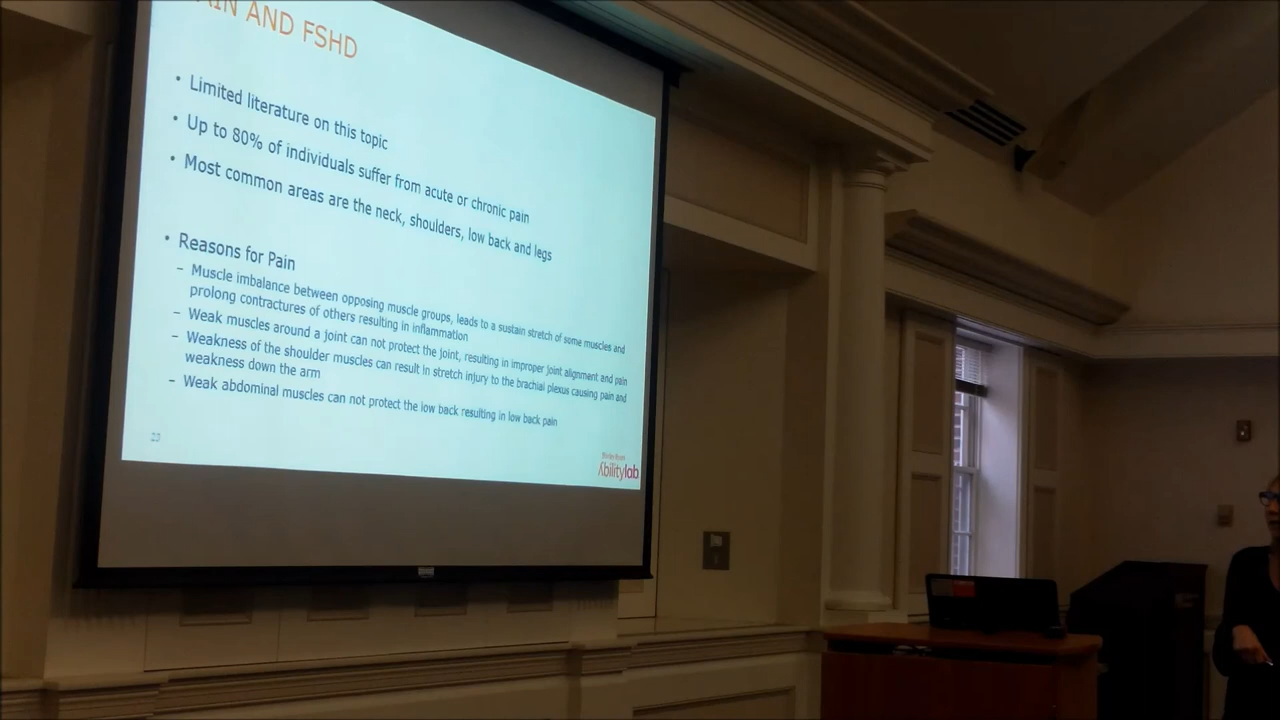 AIN AND FSHD
• Limited literature on this topic
• Up to 80% of individuals suffer from acute or chronic pain
• Most common areas are the neck, shoulders, low back and legs
• Reasons for Pain
– Muscle imbalance between opposing muscle groups, leads to a sustain stretch of some muscles and
prolong contractures of others resulting in inflammation
– Weak muscles around a joint can not protect the joint, resulting in improper joint alignment and pain
– Weakness of the shoulder muscles can result in stretch injury to the brachial plexus causing pain and
weakness down the arm
– Weak abdominal muscles can not protect the low back resulting in low back pain
Abilitylab